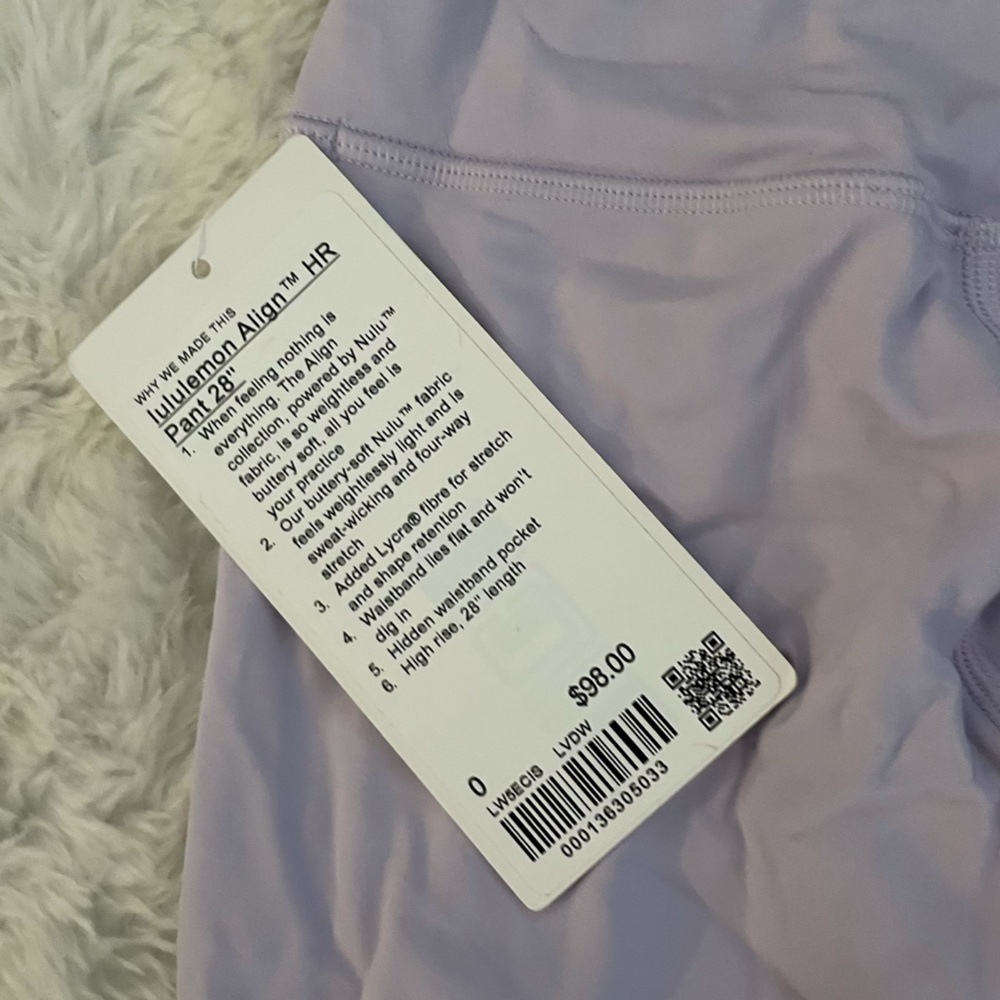 WHY WE MADE THIS
lululemon Align™ HR
Pant 28"
1. When feeling nothing is
everything. The Align
collection, powered by Nulu™
fabric, is so weightless and
buttery soft, all you feel is
your practice
2. Our buttery-soft Nulu™ fabric
feels weightlessly light and is
sweat-wicking and four-way
stretch
3. Added Lycra® fibre for stretch
and shape retention
4. Waistband lies flat and won't
dig in
5. Hidden waistband pocket
6. High rise, 28" length
$98.00
0
LW5ECIS LVDW
000136305033